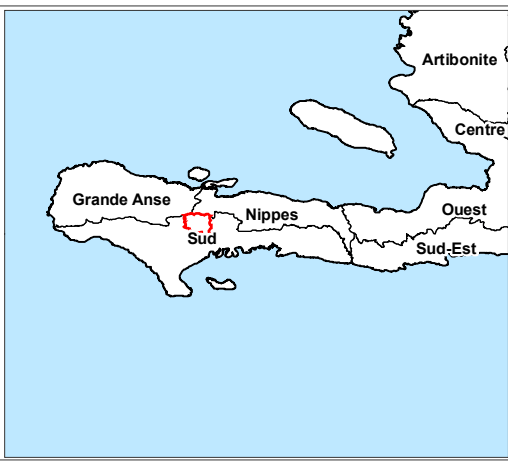 Artibonite
Centre
Grande Anse
Nippes
Ouest
Sud
Sud-Est